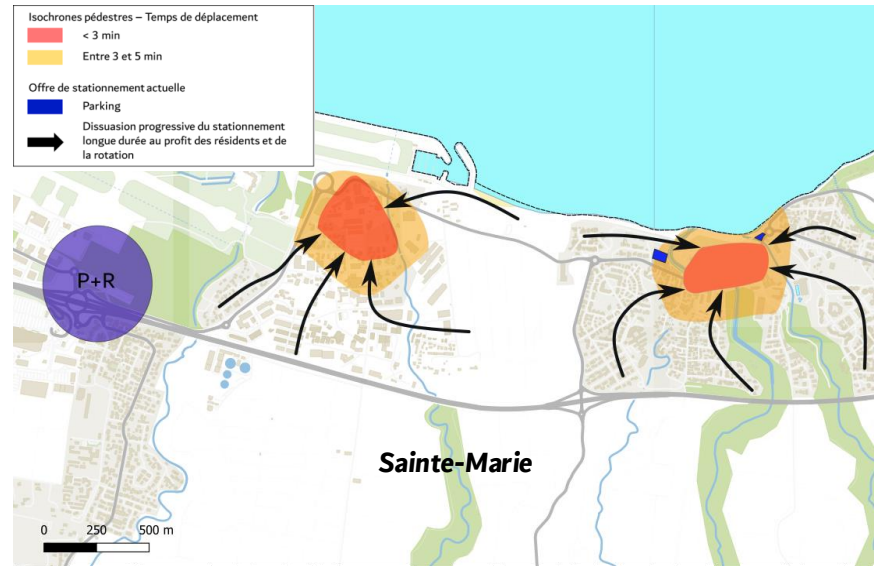 Isochrones pédestres – Temps de déplacement
< 3 min
Entre 3 et 5 min
Offre de stationnement actuelle
Parking
Dissuasion progressive du stationnement
longue durée au profit des résidents et de
la rotation
P+R
Sainte-Marie
0 250 500 m